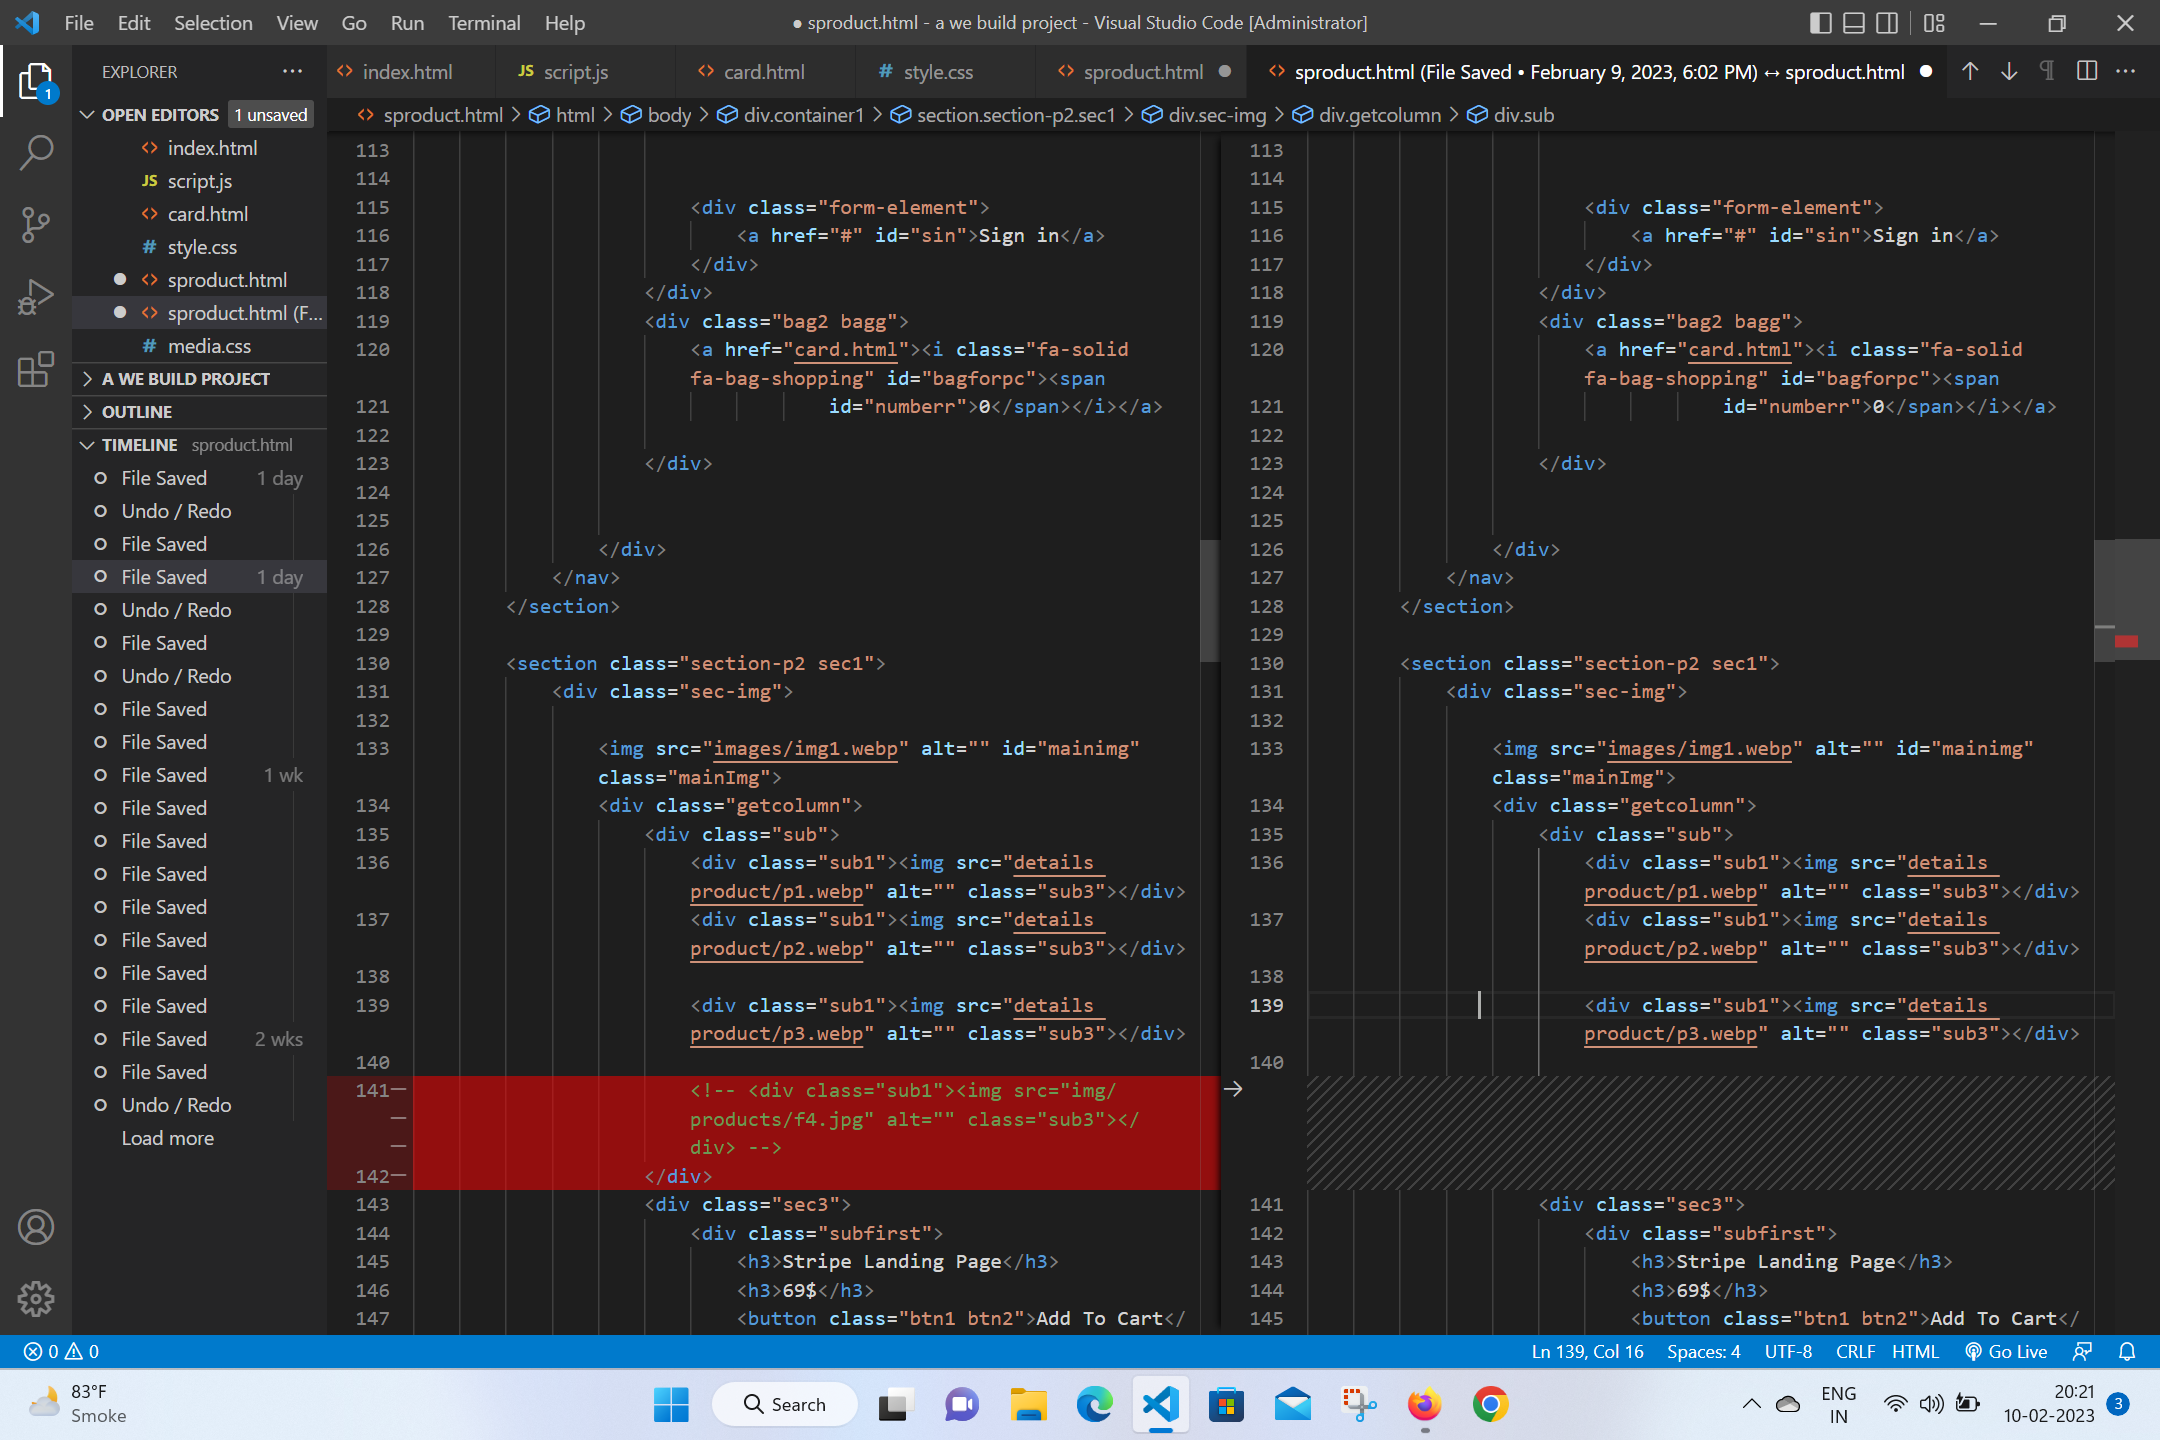 File Edit Selection View Go Run Terminal Help
● sproduct.html - a we build project - Visual Studio Code [Administrator]
EXPLORER
index.html
JS script.js
card.html
# style.css
sproduct.html
sproduct.html (File Saved • February 9, 2023, 6:02 PM) ↔ sproduct.html
1
OPEN EDITORS 1 unsaved
sproduct.html > html > body > div.container1 > section.section-p2.sec1 > div.sec-img > div.getcolumn > div.sub
index.html
JS script.js
card.html
# style.css
sproduct.html
sproduct.html (F...
# media.css
A WE BUILD PROJECT
OUTLINE
TIMELINE sproduct.html
File Saved 1 day
Undo / Redo
File Saved
File Saved 1 day
Undo / Redo
File Saved
Undo / Redo
File Saved
File Saved
File Saved 1 wk
File Saved
File Saved
File Saved
File Saved
File Saved
File Saved
File Saved
File Saved 2 wks
File Saved
Undo / Redo
Load more
113
114
115 <div class="form-element">
116 <a href="#" id="sin">Sign in</a>
117 </div>
118 </div>
119 <div class="bag2 bagg">
120 <a href="card.html"><i class="fa-solid
fa-bag-shopping" id="bagforpc"><span
121 id="numberr">0</span></i></a>
122
123 </div>
124
125
126 </div>
127 </nav>
128 </section>
129
130 <section class="section-p2 sec1">
131 <div class="sec-img">
132
133 <img src="images/img1.webp" alt="" id="mainimg"
class="mainImg">
134 <div class="getcolumn">
135 <div class="sub">
136 <div class="sub1"><img src="details
product/p1.webp" alt="" class="sub3"></div>
137 <div class="sub1"><img src="details
product/p2.webp" alt="" class="sub3"></div>
138
139 <div class="sub1"><img src="details
product/p3.webp" alt="" class="sub3"></div>
140
141— <!-- <div class="sub1"><img src="img/
— products/f4.jpg" alt="" class="sub3"></
— div> -->
142— </div>
143 <div class="sec3">
144 <div class="subfirst">
145 <h3>Stripe Landing Page</h3>
146 <h3>69$</h3>
147 <button class="btn1 btn2">Add To Cart</
113
114
115 <div class="form-element">
116 <a href="#" id="sin">Sign in</a>
117 </div>
118 </div>
119 <div class="bag2 bagg">
120 <a href="card.html"><i class="fa-solid
fa-bag-shopping" id="bagforpc"><span
121 id="numberr">0</span></i></a>
122
123 </div>
124
125
126 </div>
127 </nav>
128 </section>
129
130 <section class="section-p2 sec1">
131 <div class="sec-img">
132
133 <img src="images/img1.webp" alt="" id="mainimg"
class="mainImg">
134 <div class="getcolumn">
135 <div class="sub">
136 <div class="sub1"><img src="details
product/p1.webp" alt="" class="sub3"></div>
137 <div class="sub1"><img src="details
product/p2.webp" alt="" class="sub3"></div>
138
139 <div class="sub1"><img src="details
product/p3.webp" alt="" class="sub3"></div>
140
141 <div class="sec3">
142 <div class="subfirst">
143 <h3>Stripe Landing Page</h3>
144 <h3>69$</h3>
145 <button class="btn1 btn2">Add To Cart</
0 0
Ln 139, Col 16 Spaces: 4 UTF-8 CRLF HTML Go Live
83°F
Smoke
Search
ENG
IN
20:21
10-02-2023
3